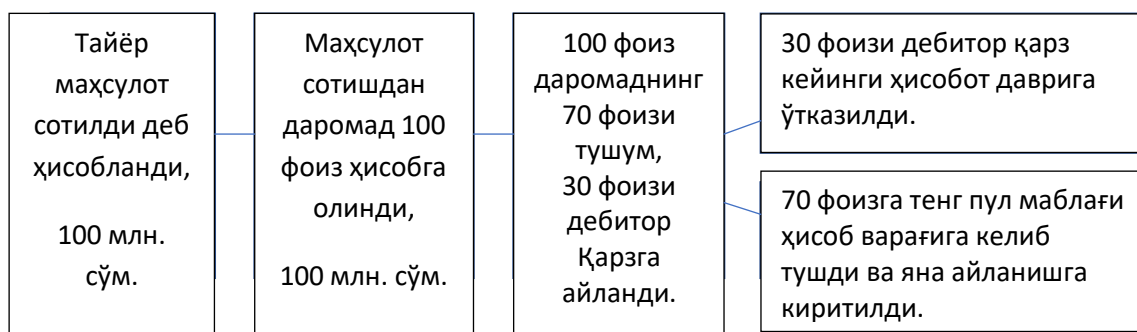 Тайёр
маҳсулот
сотилди деб
ҳисобланди,
100 млн.
сўм.
Маҳсулот
сотишдан
даромад 100
фоиз ҳисобга
олинди,
100 млн. сўм.
100 фоиз
даромаднинг
70 фоизи
тушум,
30 фоизи
дебитор
Қарзга
айланди.
30 фоизи дебитор қарз
кейинги ҳисобот даврига
ўтказилди.
70 фоизга тенг пул маблағи
ҳисоб варағига келиб
тушди ва яна айланишга
киритилди.